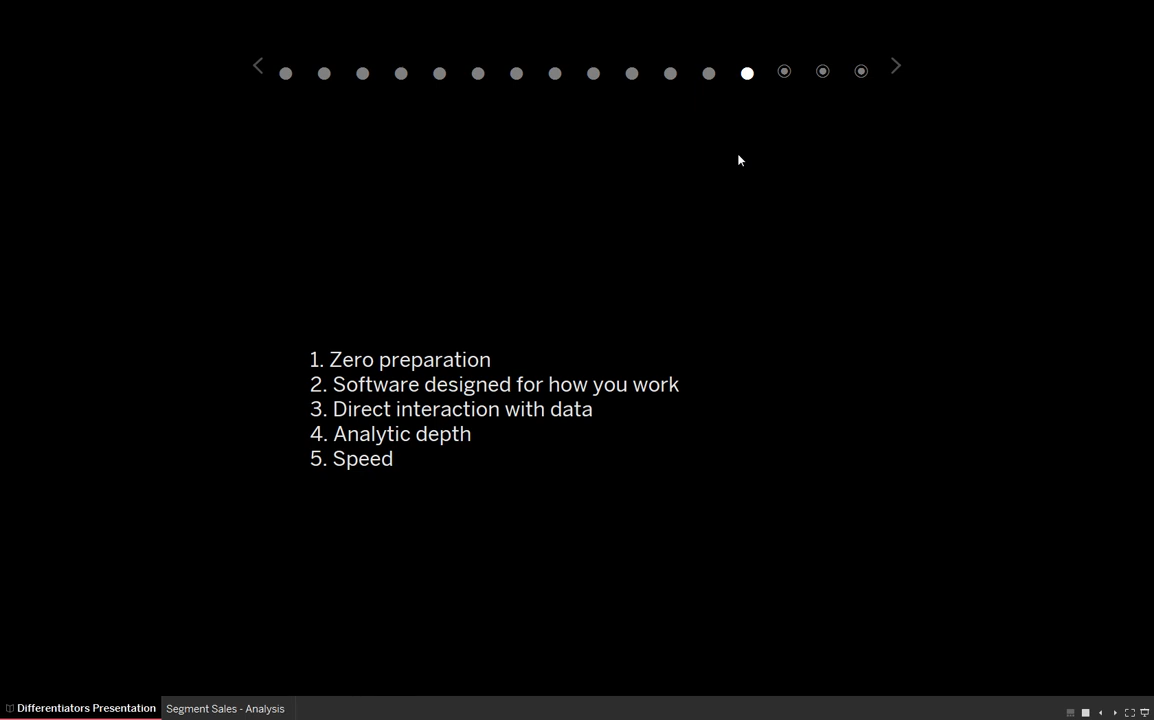 1. Zero preparation
2. Software designed for how you work
3. Direct interaction with data
4. Analytic depth
5. Speed
Differentiators Presentation
Segment Sales - Analysis